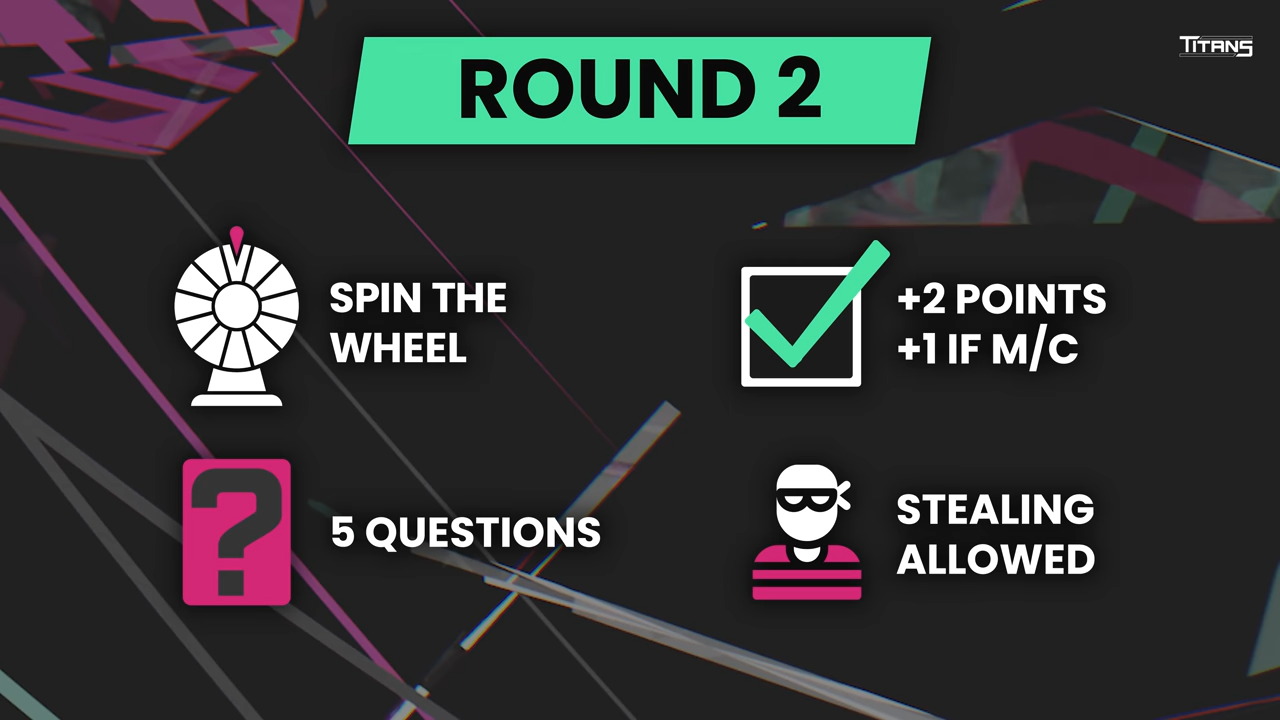 TITANS
ROUND 2
SPIN THE
WHEEL
+2 POINTS
+1 IF M/C
?
5 QUESTIONS
STEALING
ALLOWED